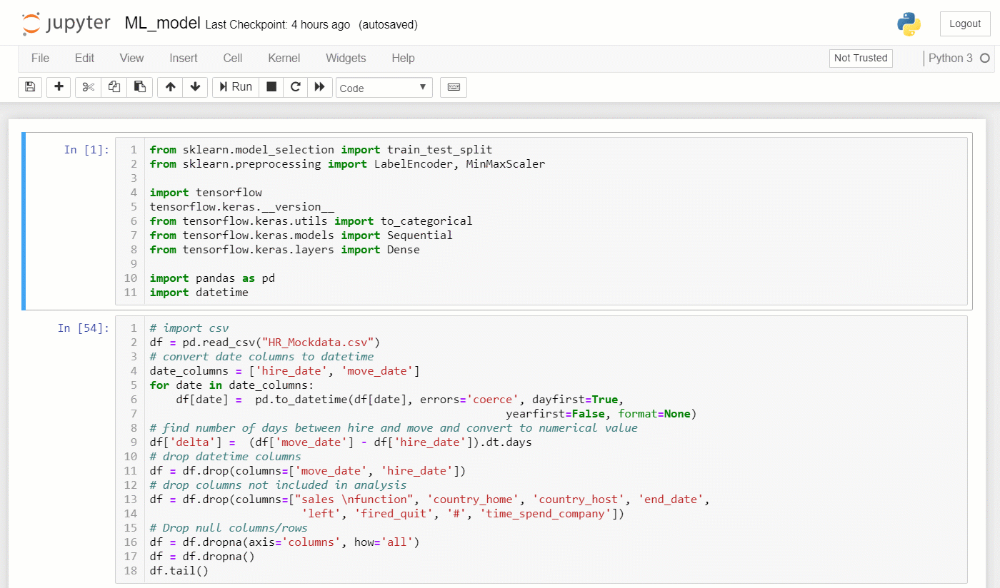 jupyter ML_model Last Checkpoint: 4 hours ago (autosaved) Logout
File Edit View Insert Cell Kernel Widgets Help Not Trusted Python 3
Run Code
In [1]:
1 from sklearn.model_selection import train_test_split
2 from sklearn.preprocessing import LabelEncoder, MinMaxScaler
3
4 import tensorflow
5 tensorflow.keras.__version__
6 from tensorflow.keras.utils import to_categorical
7 from tensorflow.keras.models import Sequential
8 from tensorflow.keras.layers import Dense
9
10 import pandas as pd
11 import datetime
In [54]:
1 # import csv
2 df = pd.read_csv("HR_Mockdata.csv")
3 # convert date columns to datetime
4 date_columns = ['hire_date', 'move_date']
5 for date in date_columns:
6     df[date] =  pd.to_datetime(df[date], errors='coerce', dayfirst=True,
7                                                       yearfirst=False, format=None)
8 # find number of days between hire and move and convert to numerical value
9 df['delta'] =  (df['move_date'] - df['hire_date']).dt.days
10 # drop datetime columns
11 df = df.drop(columns=['move_date', 'hire_date'])
12 # drop columns not included in analysis
13 df = df.drop(columns=["sales \nfunction", 'country_home', 'country_host', 'end_date',
14                        'left', 'fired_quit', '#', 'time_spend_company'])
15 # Drop null columns/rows
16 df = df.dropna(axis='columns', how='all')
17 df = df.dropna()
18 df.tail()